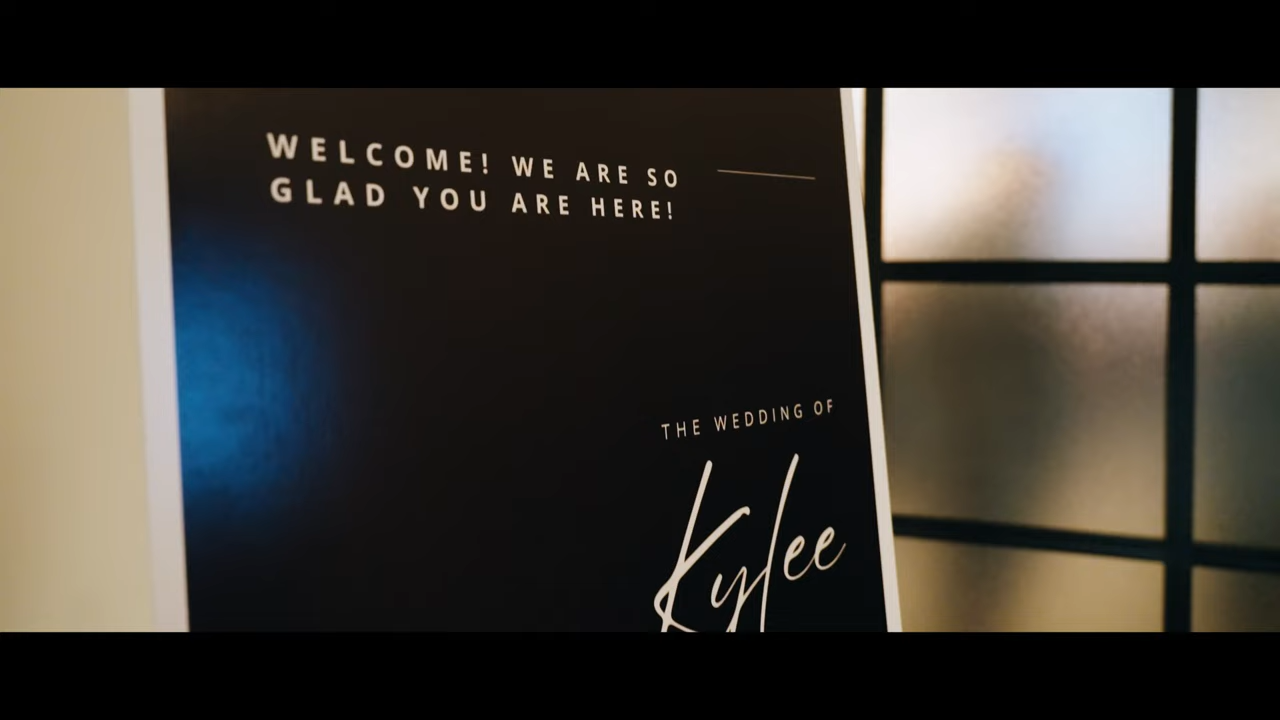 WELCOME! WE ARE SO
GLAD YOU ARE HERE!
THE WEDDING OF
Kylee